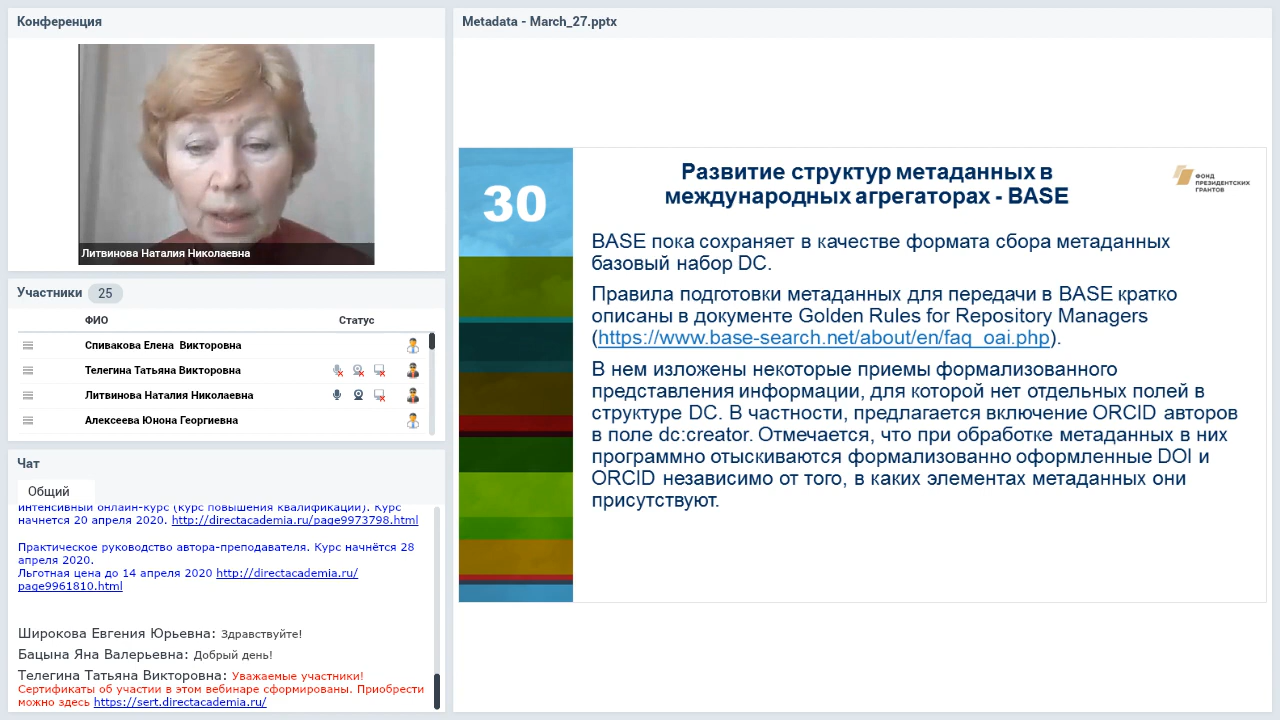 Конференция
Литвинова Наталия Николаевна
Участники 25
ФИО Статус
Спивакова Елена Викторовна
Телегина Татьяна Викторовна
Литвинова Наталия Николаевна
Алексеева Юнона Георгиевна
Чат
Общий
интенсивный онлайн-курс (курс повышения квалификации). Курс
начнется 20 апреля 2020. http://directacademia.ru/page9973798.html
Практическое руководство автора-преподавателя. Курс начнётся 28
апреля 2020.
Льготная цена до 14 апреля 2020 http://directacademia.ru/
page9961810.html
Широкова Евгения Юрьевна: Здравствуйте!
Бацына Яна Валерьевна: Добрый день!
Телегина Татьяна Викторовна: Уважаемые участники!
Сертификаты об участии в этом вебинаре сформированы. Приобрести
можно здесь https://sert.directacademia.ru/
Metadata - March_27.pptx
30
Развитие структур метаданных в
международных агрегаторах - BASE
ФОНД
ПРЕЗИДЕНТСКИХ
ГРАНТОВ
BASE пока сохраняет в качестве формата сбора метаданных
базовый набор DC.
Правила подготовки метаданных для передачи в BASE кратко
описаны в документе Golden Rules for Repository Managers
(https://www.base-search.net/about/en/faq_oai.php).
В нем изложены некоторые приемы формализованного
представления информации, для которой нет отдельных полей в
структуре DC. В частности, предлагается включение ORCID авторов
в поле dc:creator. Отмечается, что при обработке метаданных в них
программно отыскиваются формализованно оформленные DOI и
ORCID независимо от того, в каких элементах метаданных они
присутствуют.